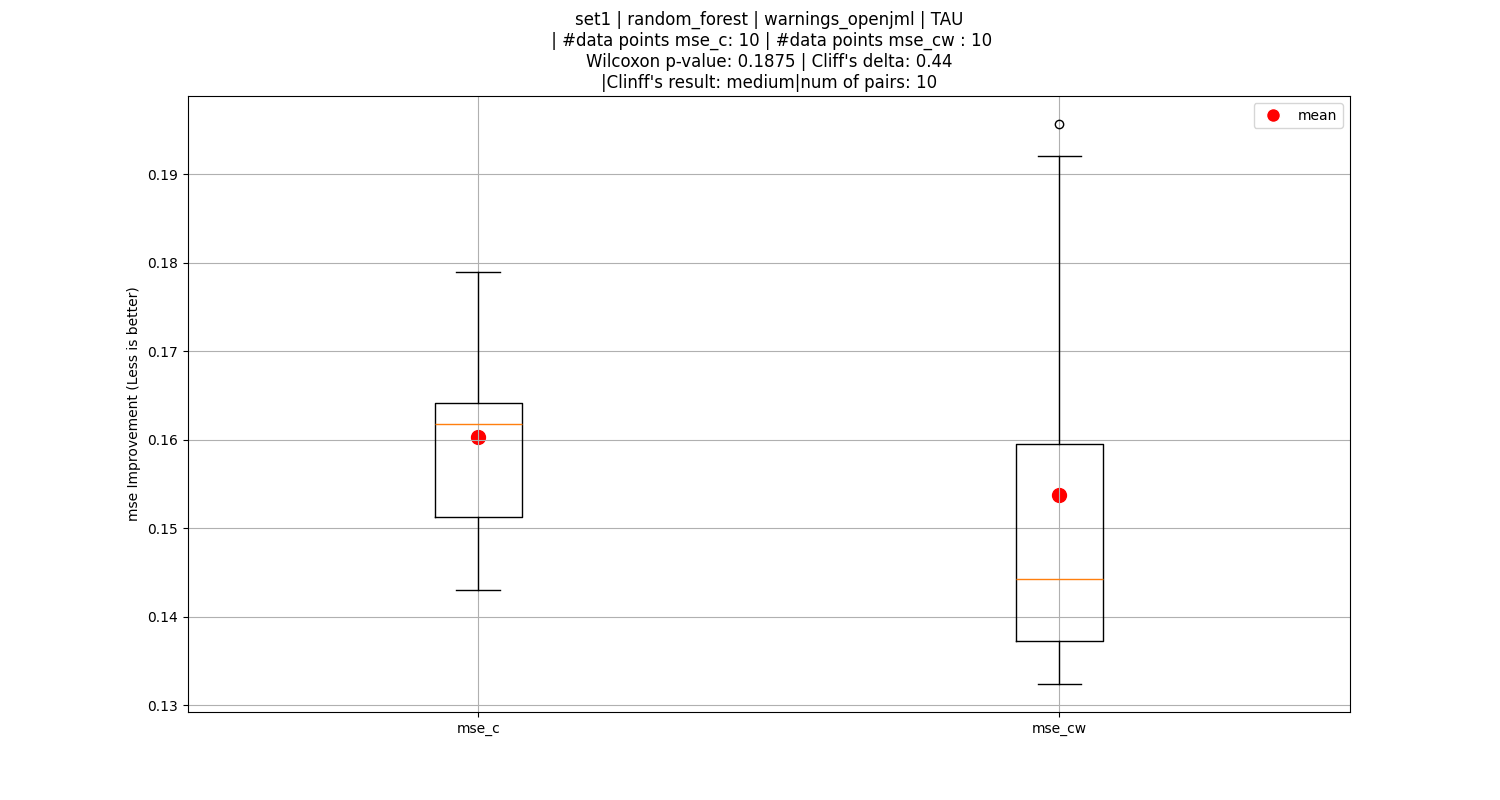 set1 | random_forest | warnings_openjml | TAU
| #data points mse_c: 10 | #data points mse_cw : 10
Wilcoxon p-value: 0.1875 | Cliff's delta: 0.44
|Clinff's result: medium|num of pairs: 10
mean
0.19
0.18
0.17
0.16
0.15
0.14
0.13
mse Improvement (Less is better)
mse_c
mse_cw